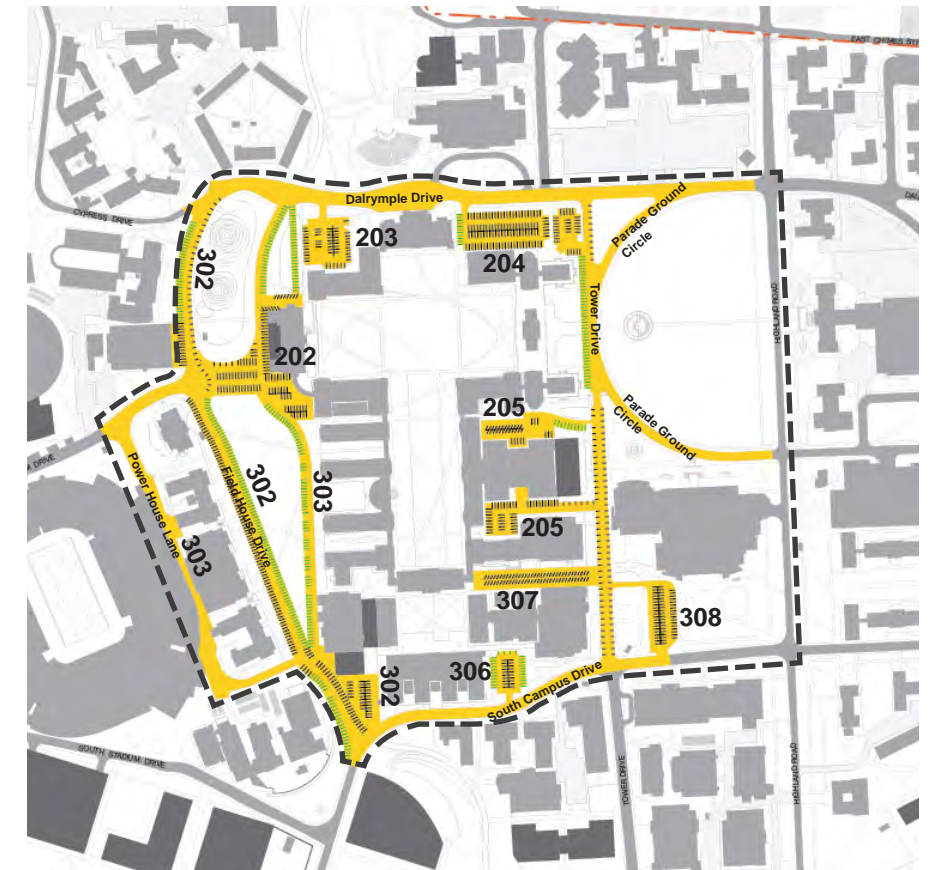 EAST CHIMES ST
CYPRESS DRIVE
Dalrymple Drive
Parade Ground
Circle
203
204
302
Tower Drive
HIGHLAND ROAD
202
205
Parade Ground
Circle
M DRIVE
Power House Lane
302
Field House Drive
303
303
205
307
308
306
302
South Campus Drive
SOUTH STADIUM DRIVE
TOWER DRIVE
HIGHLAND ROAD